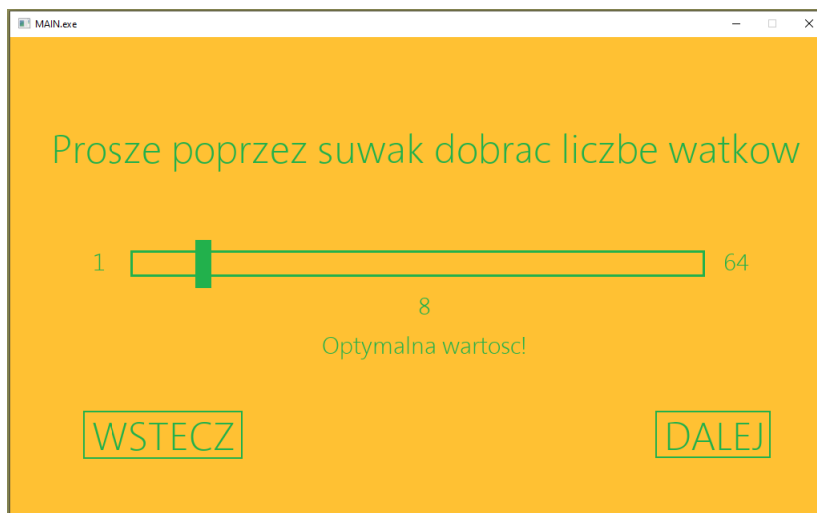 MAIN.exe
Prosze poprzez suwak dobrac liczbe watkow
1 64
8
Optymalna wartosc!
WSTECZ DALEJ